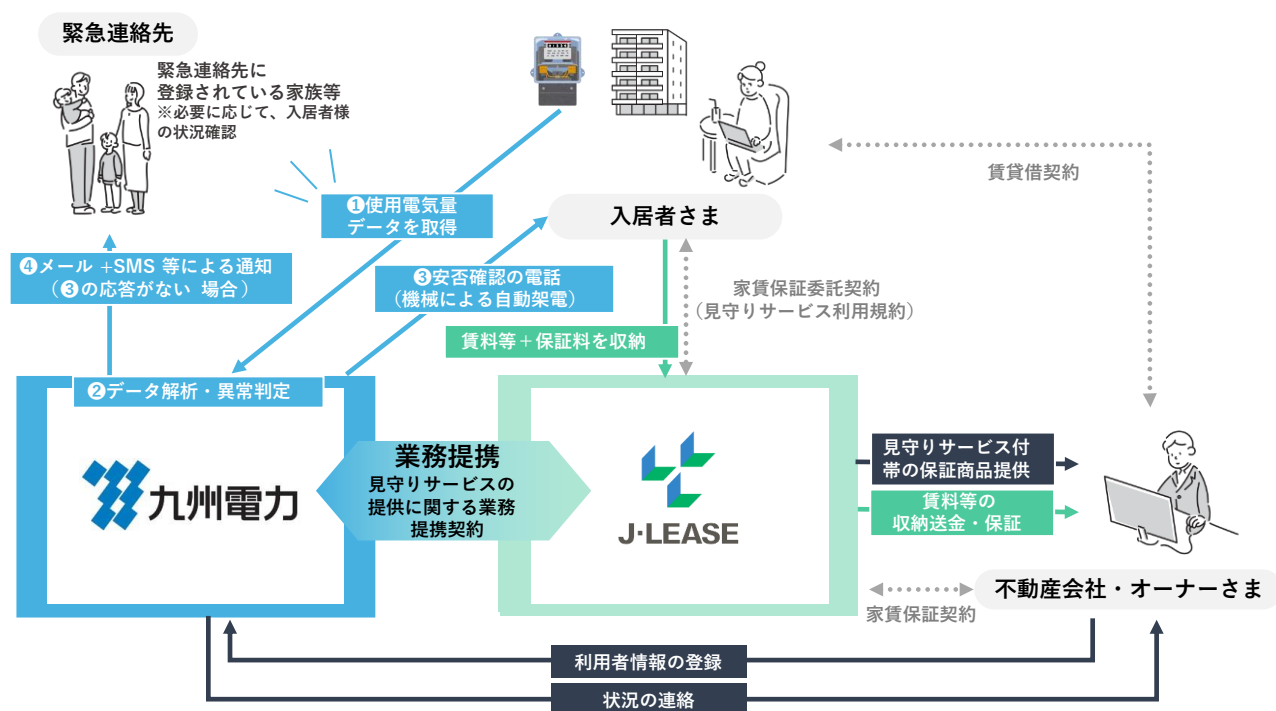 緊急連絡先
緊急連絡先に
登録されている家族等
※必要に応じて、入居者様
の状況確認
❶使用電気量
データを取得
入居者さま
賃貸借契約
❹メール +SMS 等による通知
（❸の応答がない 場合）
❸安否確認の電話
（機械による自動架電）
家賃保証委託契約
（見守りサービス利用規約）
賃料等＋保証料を収納
❷データ解析・異常判定
九州電力
業務提携
見守りサービスの
提供に関する業務
提携契約
J·LEASE
見守りサービス付
帯の保証商品提供
賃料等の
収納送金・保証
不動産会社・オーナーさま
家賃保証契約
利用者情報の登録
状況の連絡